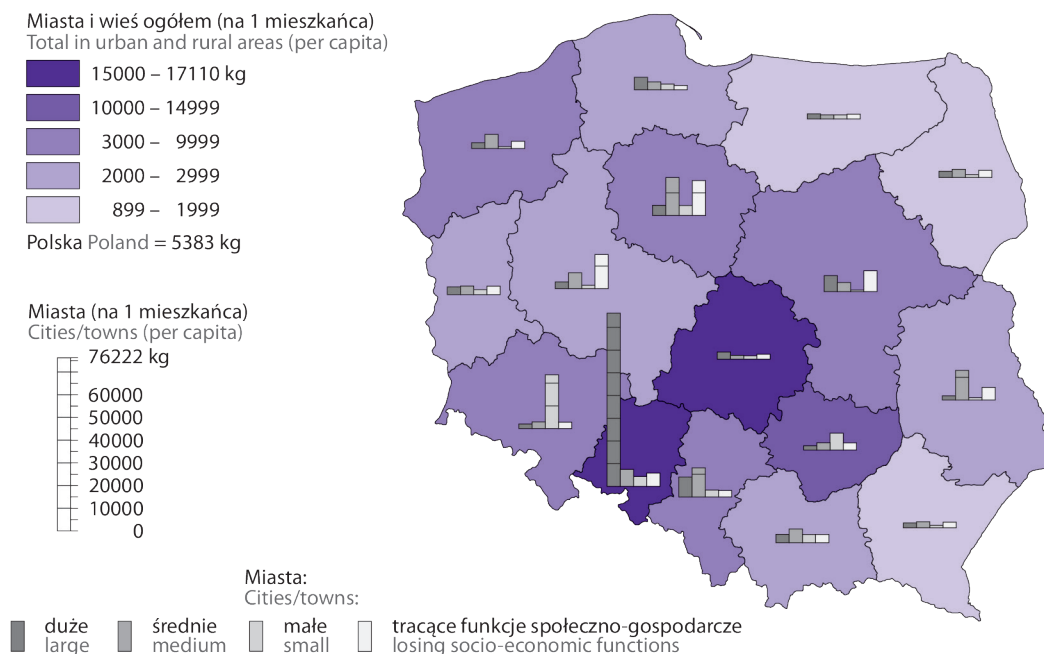 Miasta i wieś ogółem (na 1 mieszkańca)
Total in urban and rural areas (per capita)
15000 – 17110 kg
10000 – 14999
3000 – 9999
2000 – 2999
899 – 1999
Polska Poland = 5383 kg
Miasta (na 1 mieszkańca)
Cities/towns (per capita)
76222 kg
60000
40000
30000
20000
10000
0
Miasta:
Cities/towns:
duże
large
średnie
medium
małe
small
tracące funkcje społeczno-gospodarcze
losing socio-economic functions